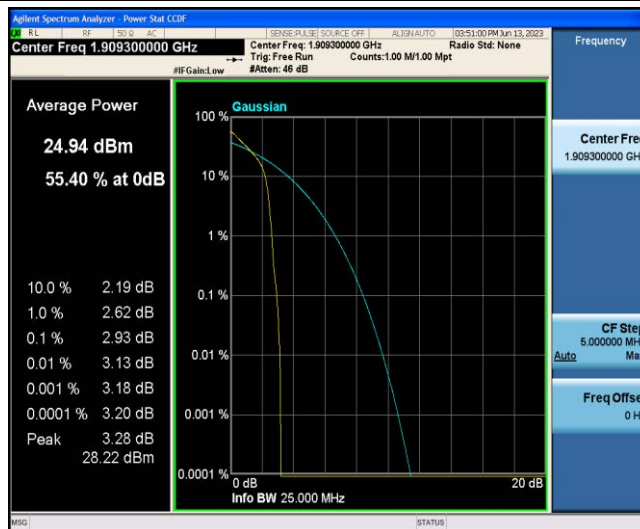 Agilent Spectrum Analyzer - Power Stat CCDF
RL RF 50 Ω AC SENSE:PULSE SOURCE OFF ALIGNAUTO 03:51:00 PM Jun 13, 2023
Center Freq 1.909300000 GHz
Center Freq: 1.909300000 GHz Radio Std: None
Trig: Free Run Counts:1.00 M/1.00 Mpt
#IFGain:Low #Atten: 46 dB
Frequency
Average Power
24.94 dBm
55.40 % at 0dB
10.0 % 2.19 dB
1.0 % 2.62 dB
0.1 % 2.93 dB
0.01 % 3.13 dB
0.001 % 3.18 dB
0.0001 % 3.20 dB
Peak 3.28 dB
28.22 dBm
Gaussian
100 %
10 %
1 %
0.1 %
0.01 %
0.001 %
0.0001 %
0 dB 20 dB
Info BW 25.000 MHz
Center Fre
1.909300000 GH
CF Step
5.000000 MH
Auto Ma
Freq Offse
0 H
MSG STATUS